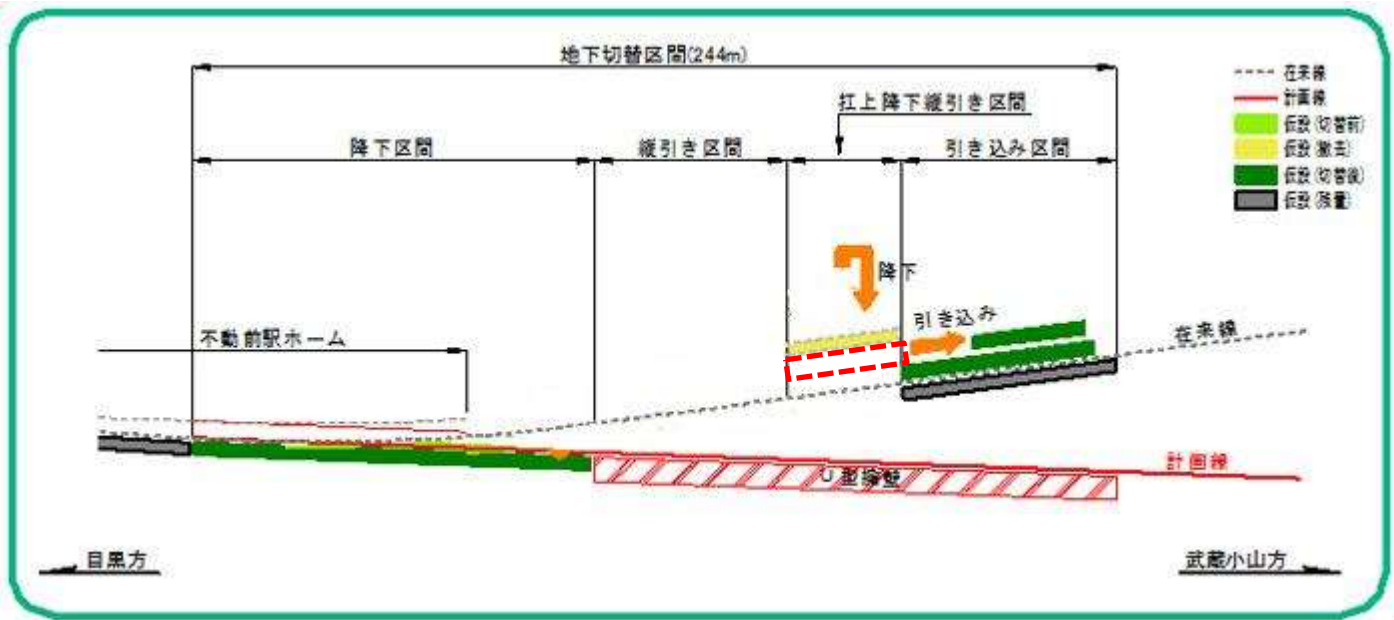 地下切替区間(244m)
扛上降下縦引き区間
降下区間
縦引き区間
引き込み区間
在来線
計画線
仮設(切替前)
仮設(撤去)
仮設(切替後)
仮設(残置)
降下
引き込み
不動前駅ホーム
在来線
計画線
U型擁壁
目黒方
武蔵小山方